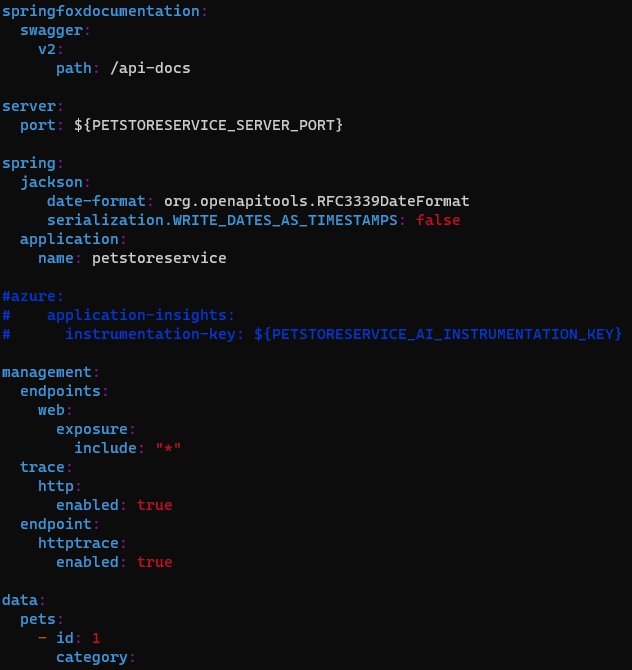 springfoxdocumentation:
  swagger:
    v2:
      path: /api-docs

server:
  port: ${PETSTORESERVICE_SERVER_PORT}

spring:
  jackson:
     date-format: org.openapitools.RFC3339DateFormat
     serialization.WRITE_DATES_AS_TIMESTAMPS: false
  application:
    name: petstoreservice

#azure:
#    application-insights:
#      instrumentation-key: ${PETSTORESERVICE_AI_INSTRUMENTATION_KEY}

management:
  endpoints:
    web:
      exposure:
        include: "*"
  trace:
    http:
      enabled: true
  endpoint:
    httptrace:
      enabled: true

data:
  pets:
    - id: 1
      category: